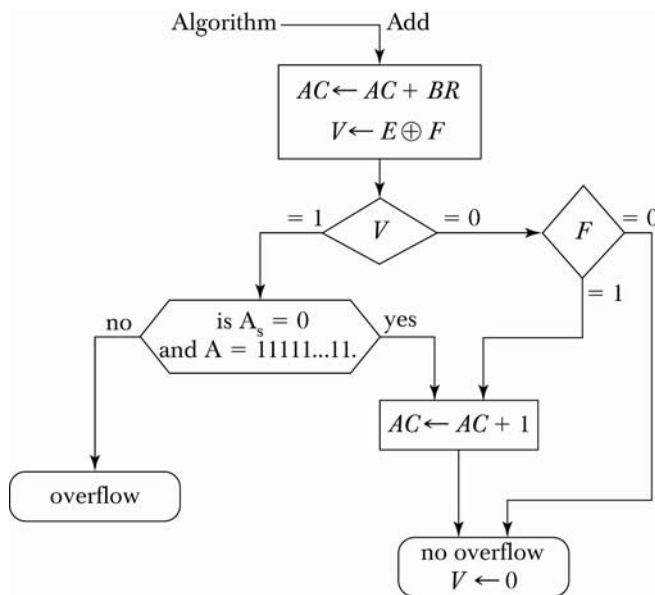 Algorithm Add
AC ← AC + BR
V ← E ⊕ F
= 1 V = 0 F = 0
= 1
no is A_s = 0 yes
and A = 11111...11.
AC ← AC + 1
overflow
no overflow
V ← 0